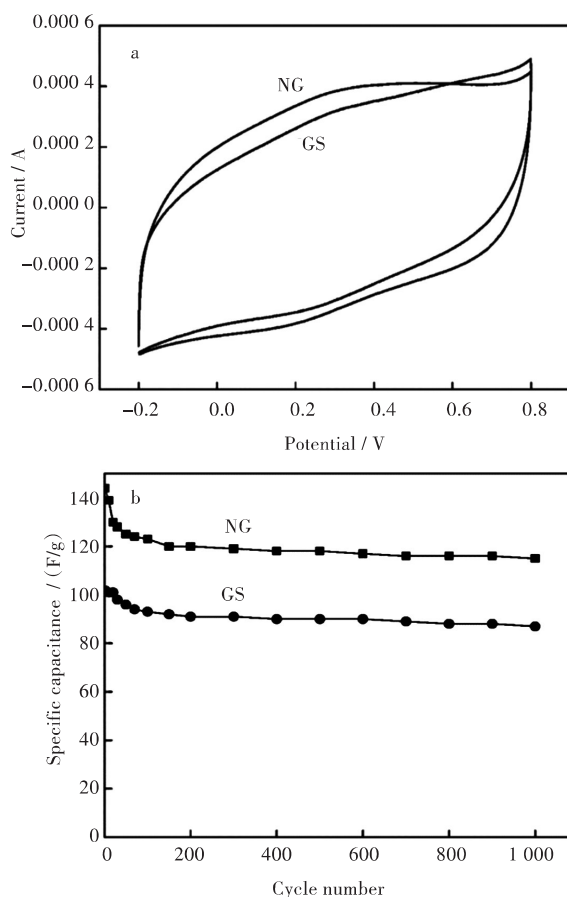 a
0.000 6
0.000 4
0.000 2
0.000 0
−0.000 2
−0.000 4
−0.000 6
Current / A
NG
GS
−0.2 0.0 0.2 0.4 0.6 0.8
Potential / V
b
140
120
100
80
60
40
20
0
Specific capacitance / (F/g)
NG
GS
0 200 400 600 800 1 000
Cycle number